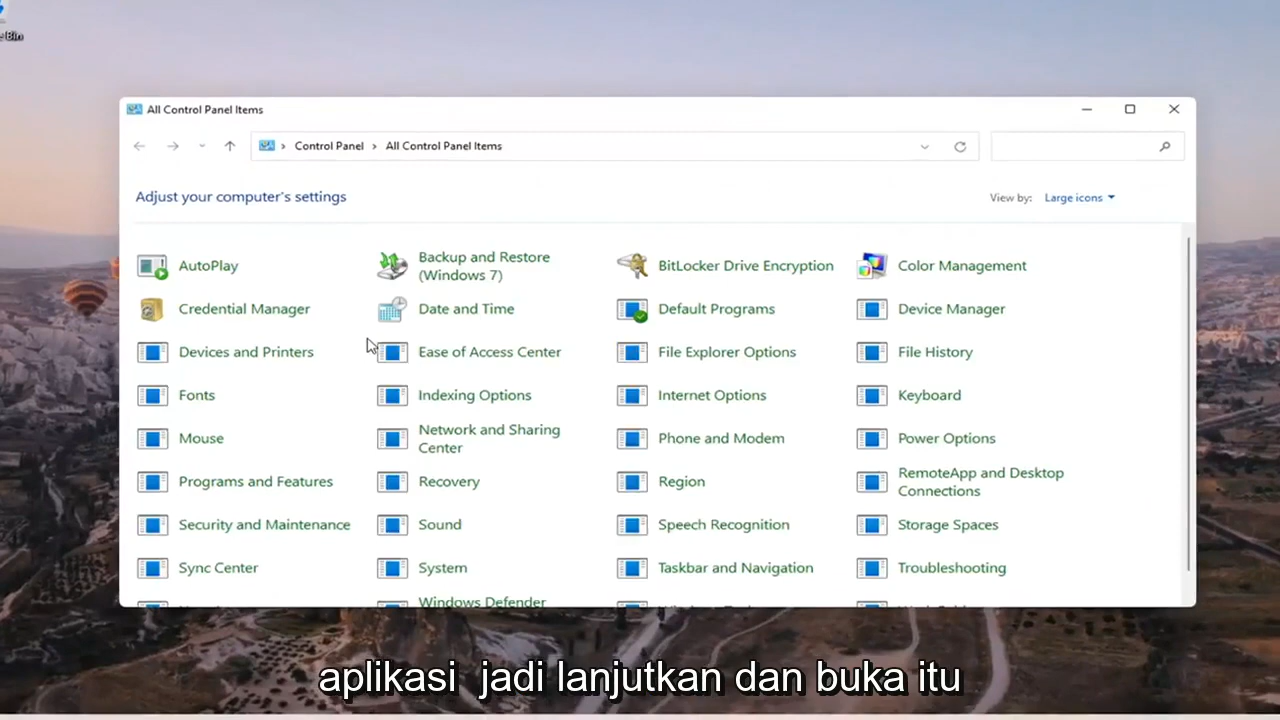 All Control Panel Items
Control Panel > All Control Panel Items
Adjust your computer's settings
View by: Large icons
AutoPlay
Backup and Restore
(Windows 7)
BitLocker Drive Encryption
Color Management
Credential Manager
Date and Time
Default Programs
Device Manager
Devices and Printers
Ease of Access Center
File Explorer Options
File History
Fonts
Indexing Options
Internet Options
Keyboard
Mouse
Network and Sharing
Center
Phone and Modem
Power Options
Programs and Features
Recovery
Region
RemoteApp and Desktop
Connections
Security and Maintenance
Sound
Speech Recognition
Storage Spaces
Sync Center
System
Taskbar and Navigation
Troubleshooting
Windows Defender
aplikasi jadi lanjutkan dan buka itu